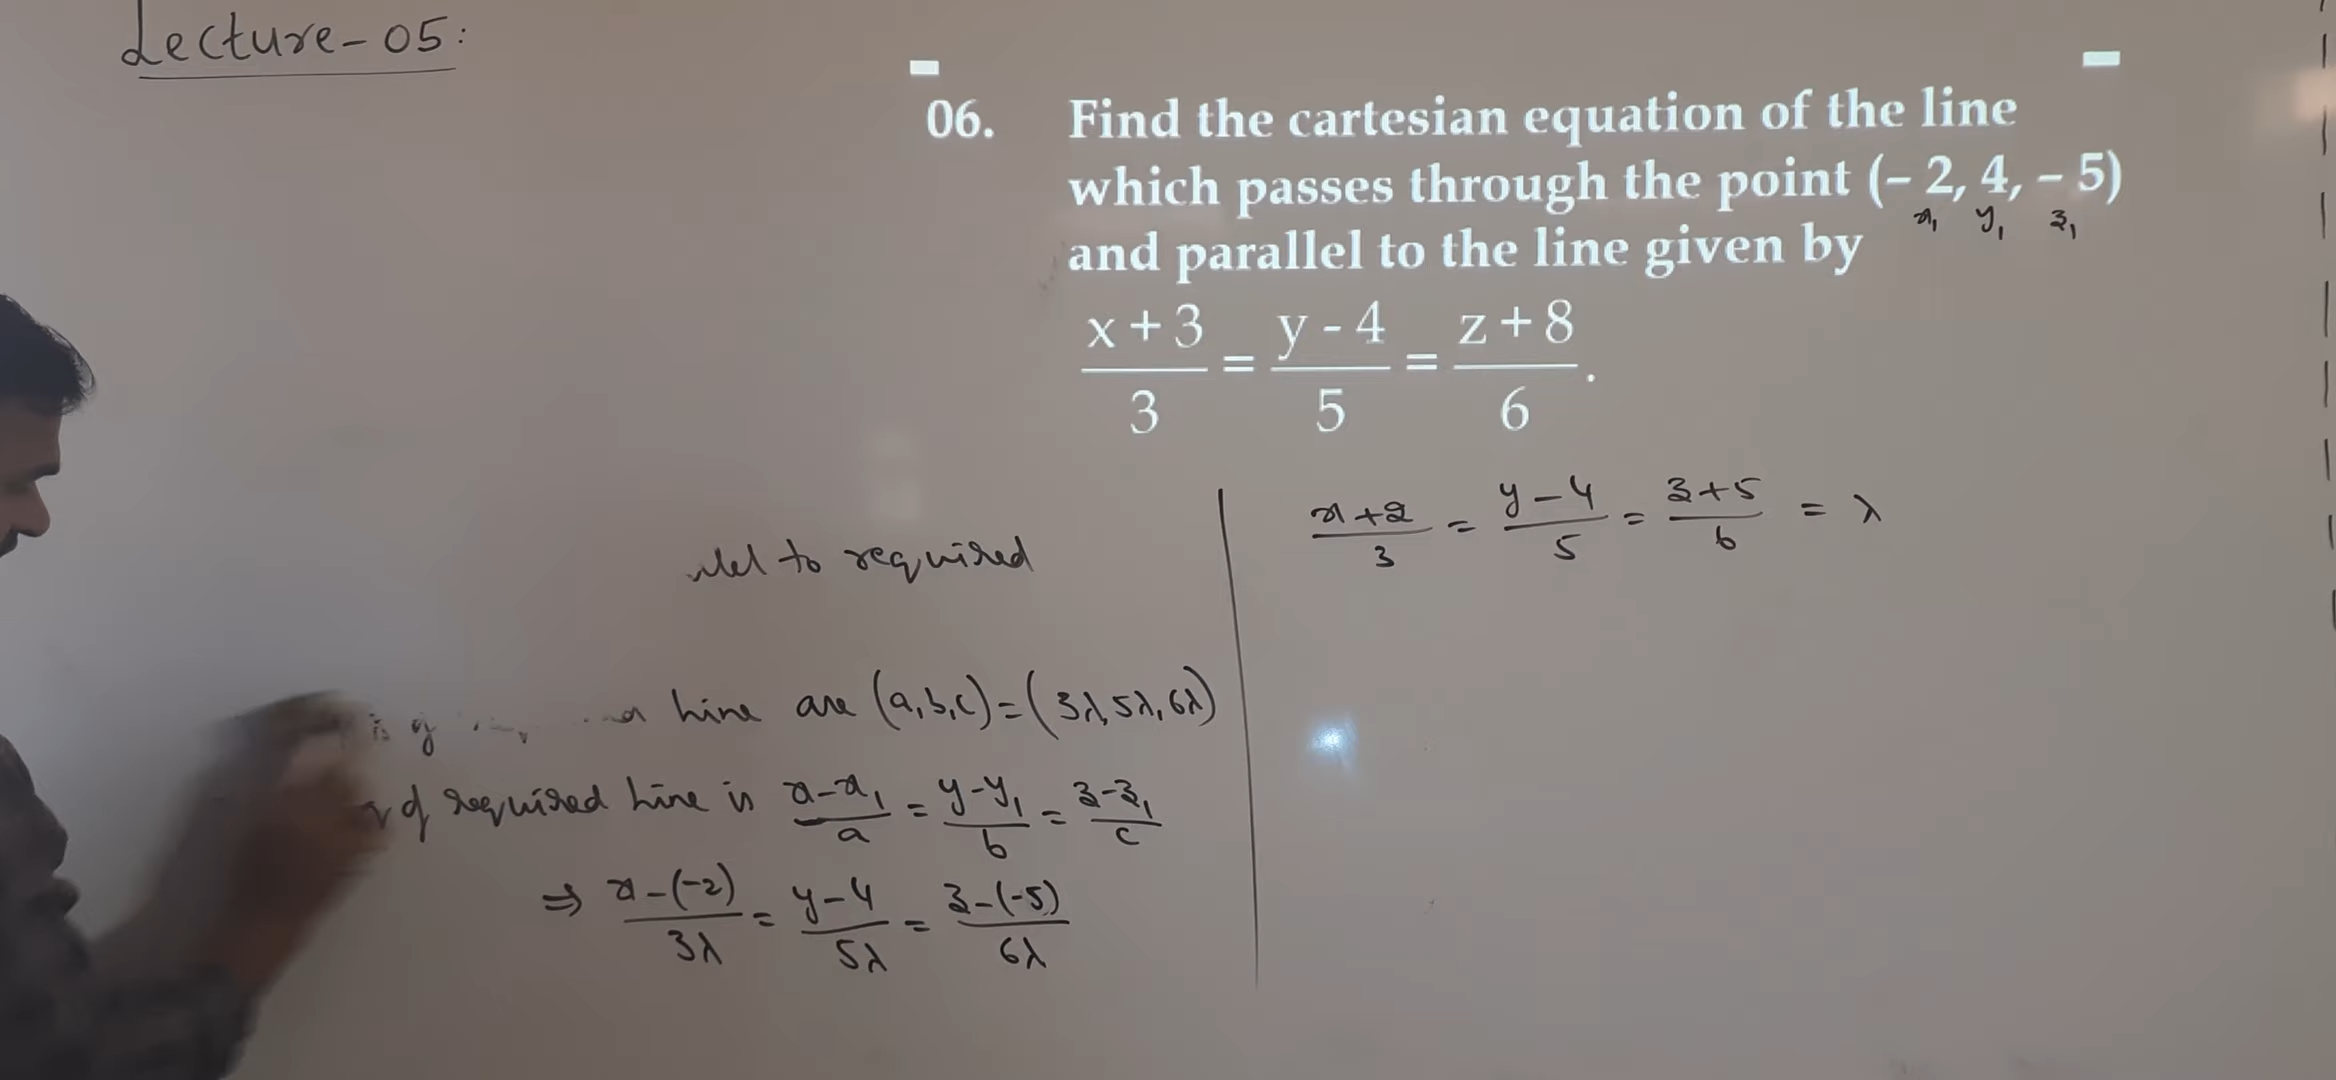 Lecture-05:
06. Find the cartesian equation of the line
which passes through the point (– 2, 4, – 5)
x₁ y₁ z₁
and parallel to the line given by
x + 3 / 3 = y - 4 / 5 = z + 8 / 6 .
to required
line are (a,b,c)=(3λ,5λ,6λ)
of required line is x-x₁ / a = y-y₁ / b = z-z₁ / c
⇒ x-(-2) / 3λ = y-4 / 5λ = z-(-5) / 6λ
x+2 / 3 = y-4 / 5 = z+5 / 6 = λ